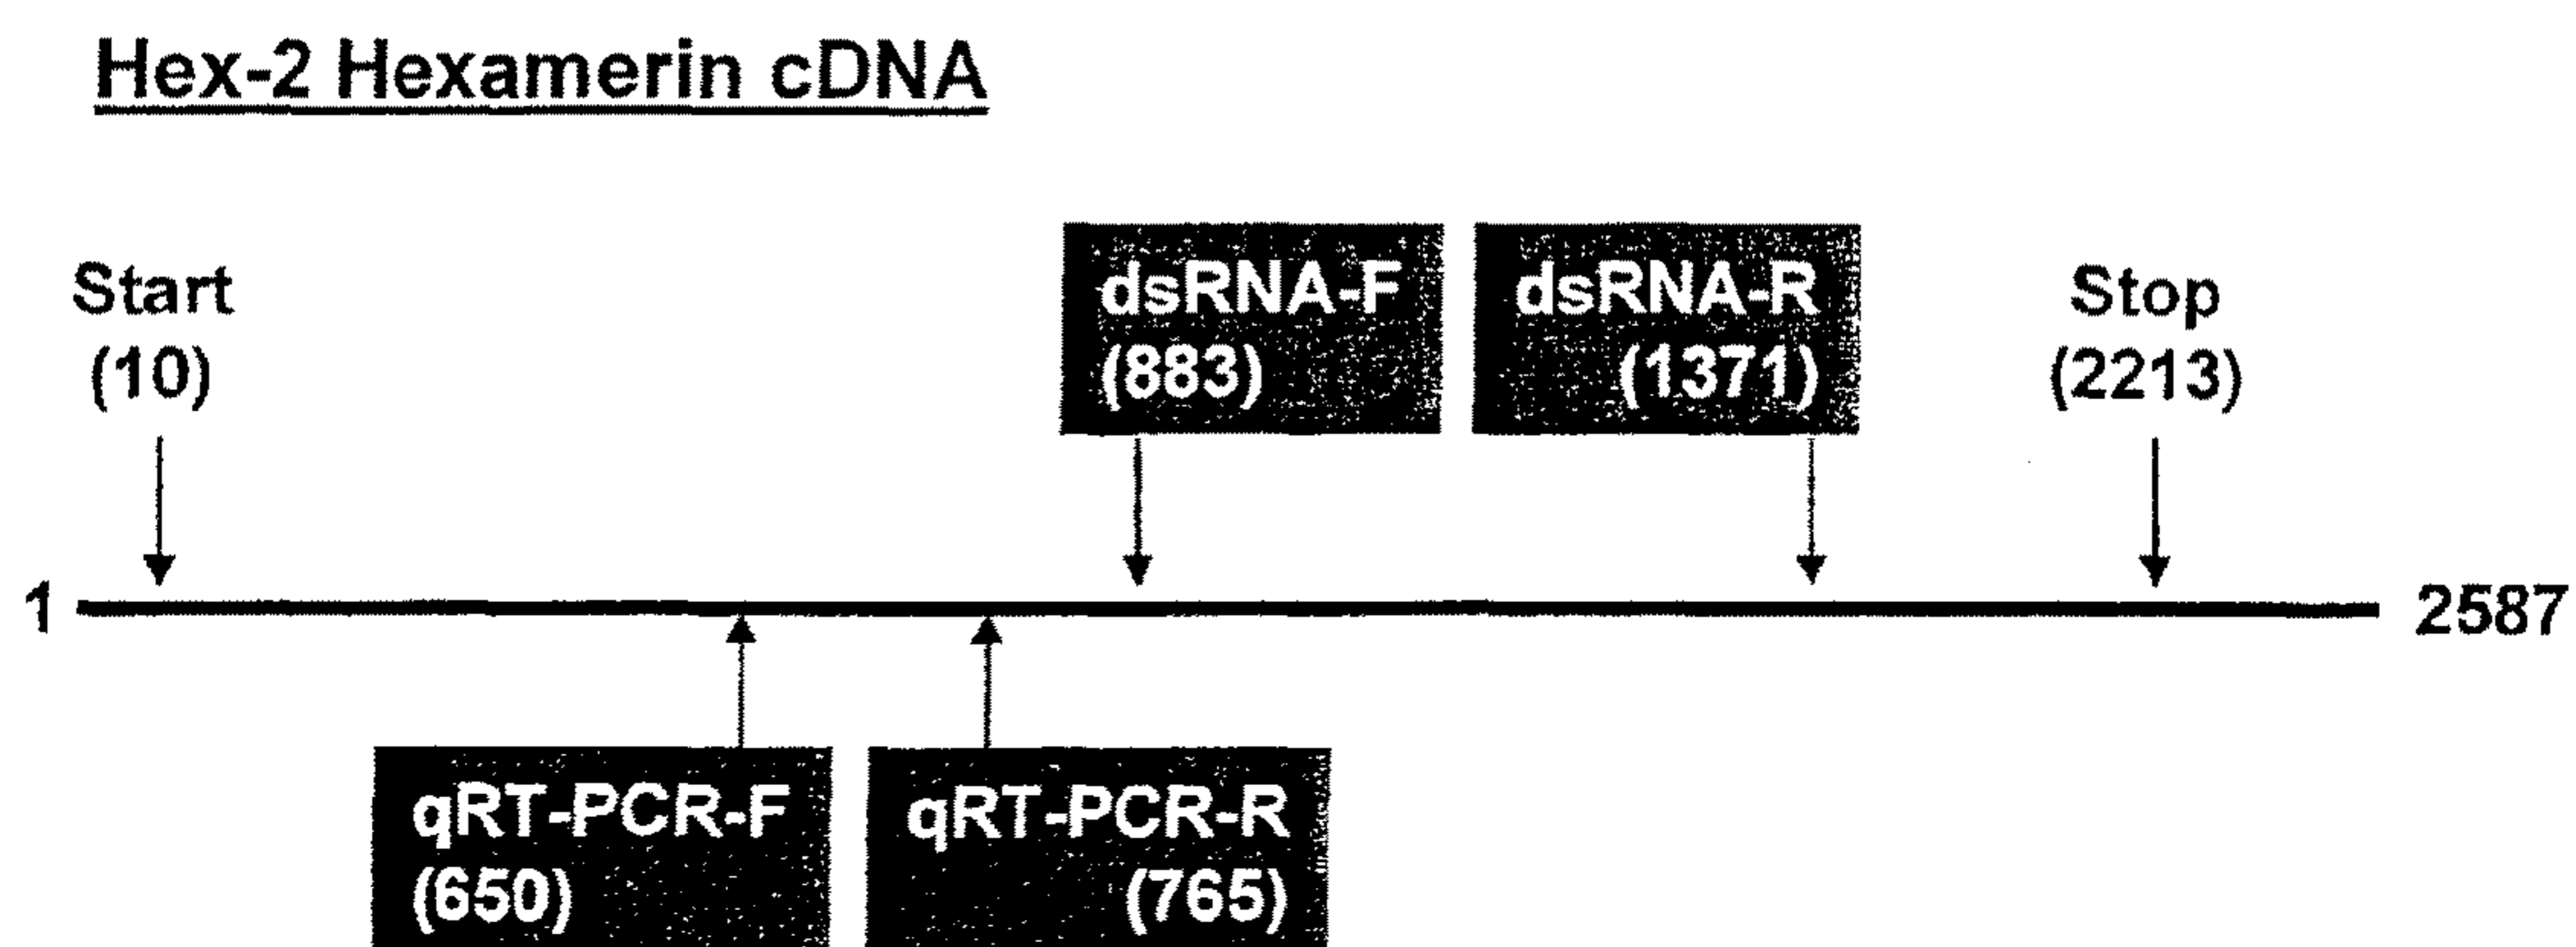 Hex-2 Hexamerin cDNA
Start
(10)
dsRNA-F
(883)
dsRNA-R
(1371)
Stop
(2213)
1
2587
qRT-PCR-F
(650)
qRT-PCR-R
(765)